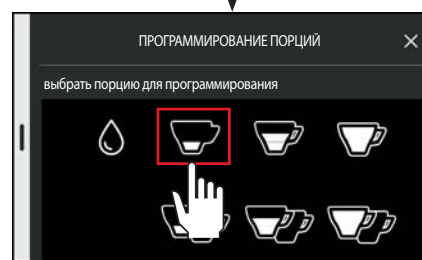 ПРОГРАММИРОВАНИЕ ПОРЦИЙ
выбрать порцию для программирования